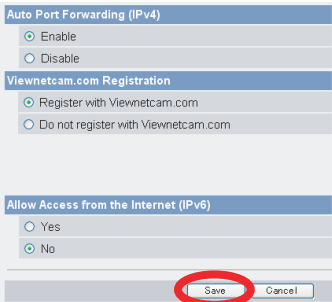 Auto Port Forwarding (IPv4)
Enable
Disable
Viewnetcam.com Registration
Register with Viewnetcam.com
Do not register with Viewnetcam.com
Allow Access from the Internet (IPv6)
Yes
No
Save Cancel